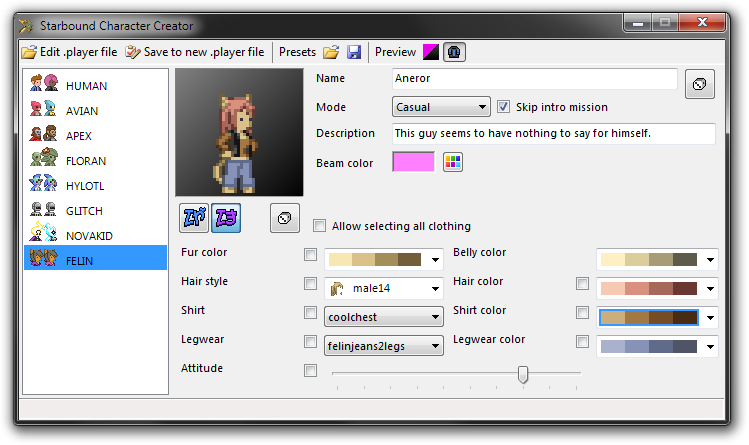 Starbound Character Creator
Edit .player file Save to new .player file Presets Preview
HUMAN
AVIAN
APEX
FLORAN
HYLOTL
GLITCH
NOVAKID
FELIN
Name Aneror
Mode Casual Skip intro mission
Description This guy seems to have nothing to say for himself.
Beam color
Allow selecting all clothing
Fur color Belly color
Hair style male14 Hair color
Shirt coolchest Shirt color
Legwear felinjeans2legs Legwear color
Attitude